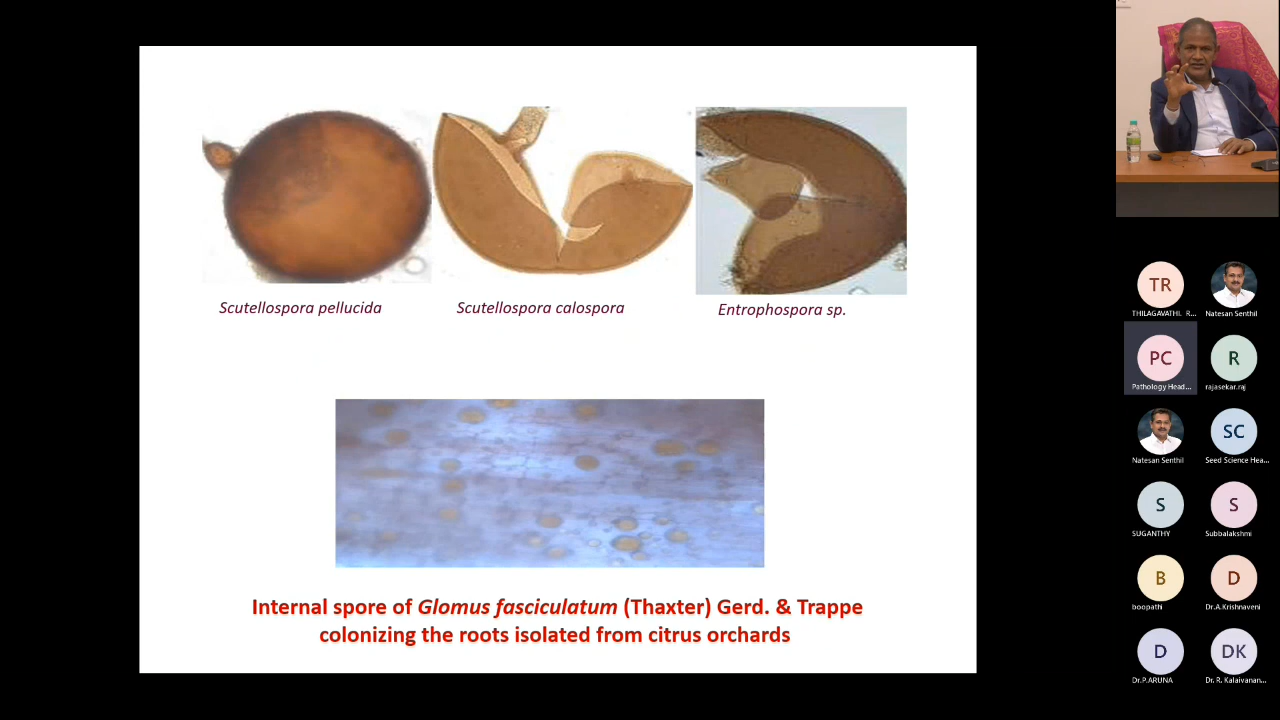 Scutellospora pellucida
Scutellospora calospora
Entrophospora sp.
Internal spore of Glomus fasciculatum (Thaxter) Gerd. & Trappe
colonizing the roots isolated from citrus orchards
TR
THILAGAVATHI. R...
Natesan Senthil
PC
Pathology Head...
R
rajasekar.raj
Natesan Senthil
SC
Seed Science Hea...
S
SUGANTHY
S
Subbalakshmi
B
boopathi
D
Dr.A.Krishnaveni
D
Dr.P.ARUNA
DK
Dr. R. Kalaivanan...